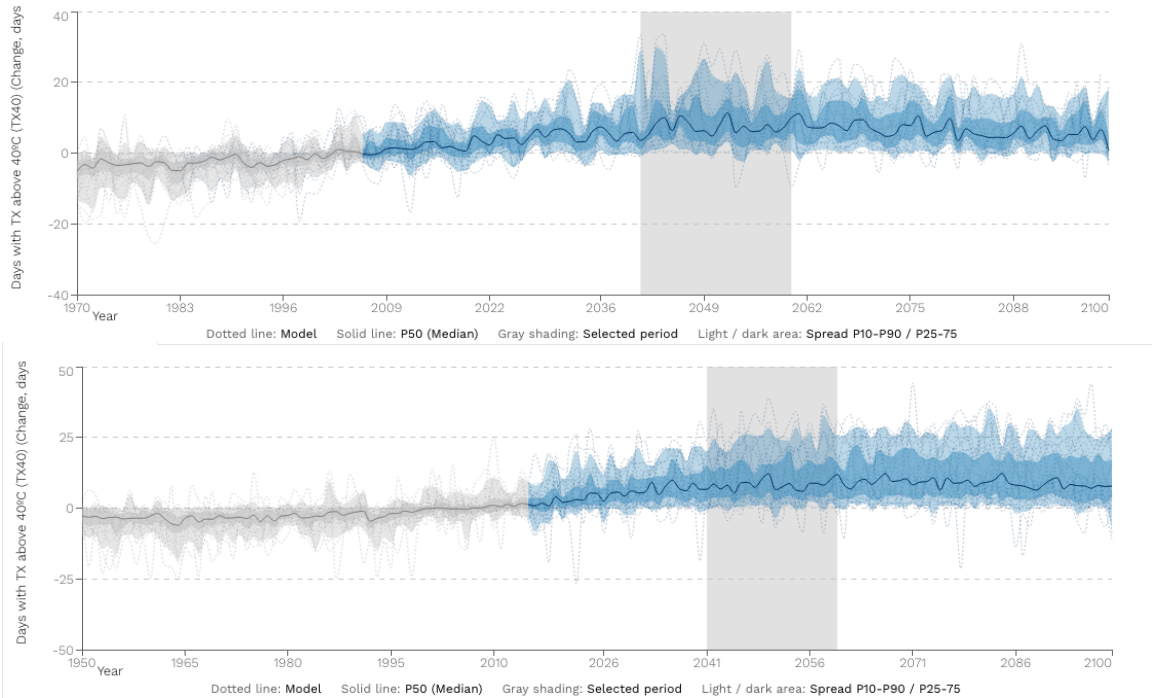 Days with TX above 40ºC (TX40) (Change, days
40
20
0
-20
-40
1970 1983 1996 2009 2022 2036 2049 2062 2075 2088 2100
Year
Dotted line: Model Solid line: P50 (Median) Gray shading: Selected period Light / dark area: Spread P10-P90 / P25-75
Days with TX above 40ºC (TX40) (Change, days
50
25
0
-25
-50
1950 1965 1980 1995 2010 2026 2041 2056 2071 2086 2100
Year
Dotted line: Model Solid line: P50 (Median) Gray shading: Selected period Light / dark area: Spread P10-P90 / P25-75